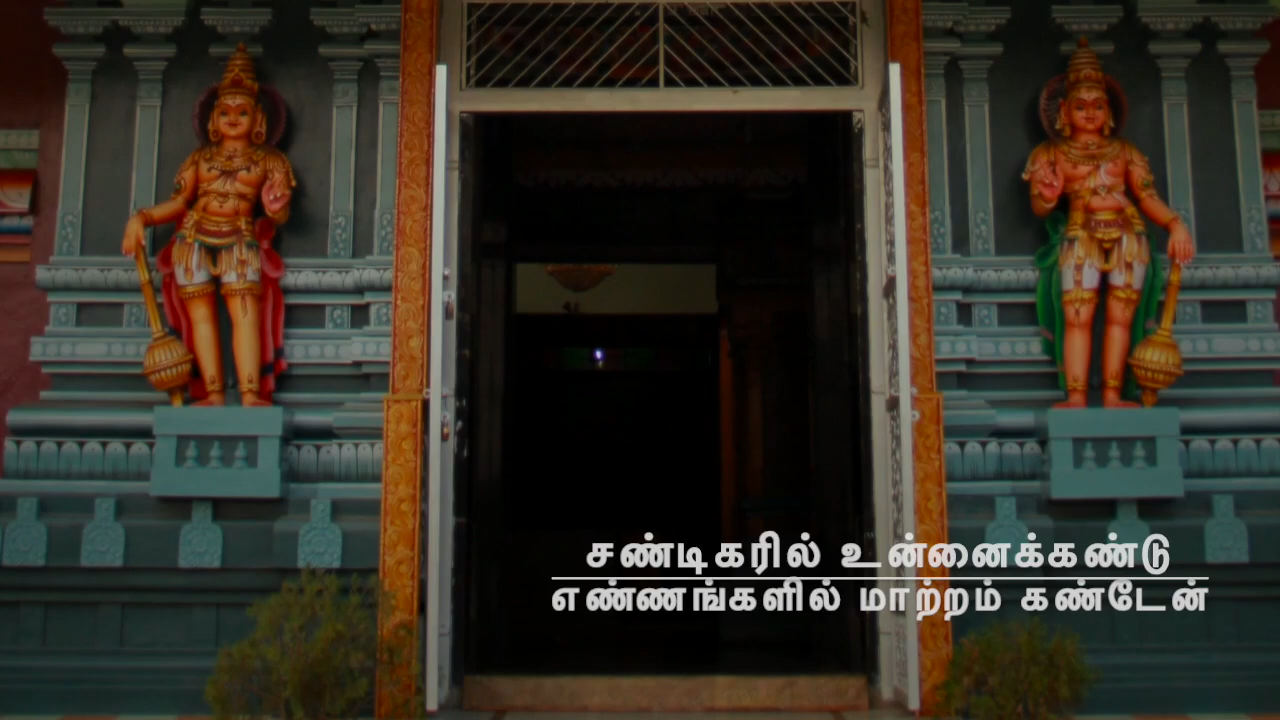 சண்டிகரில் உன்னைக்கண்டு
எண்ணங்களில் மாற்றம் கண்டேன்